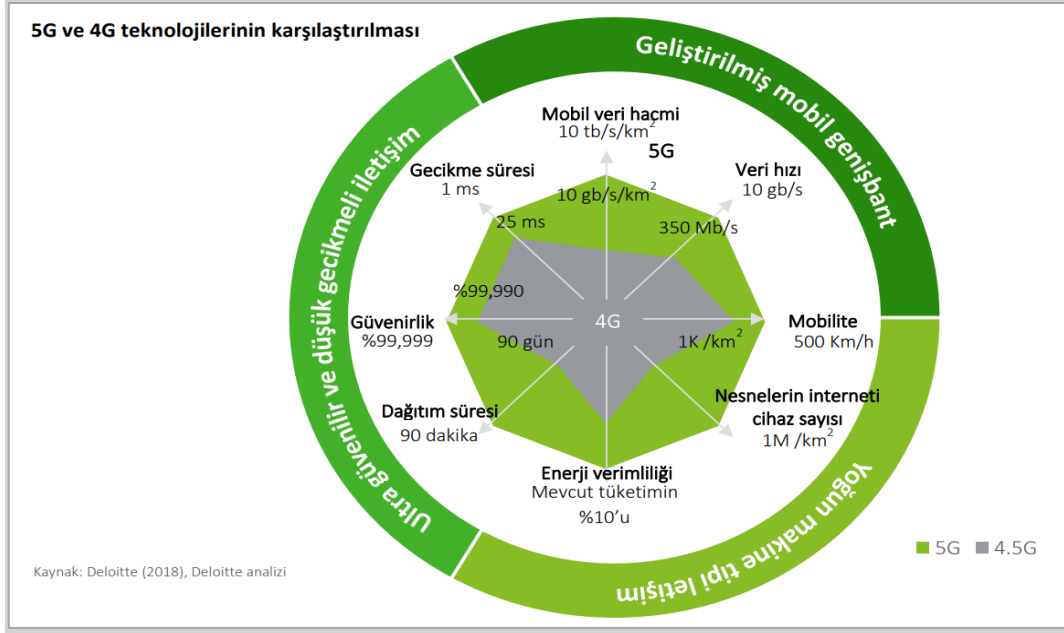 5G ve 4G teknolojilerinin karşılaştırılması
Geliştirilmiş mobil genişbant
Ultra güvenilir ve düşük gecikmeli iletişim
Yoğun makine tipi letişim
Mobil veri haçmi
10 tb/s/km²
5G
Gecikme süresi
1 ms
Veri hızı
10 gb/s
10 gb/s/km²
25 ms
350 Mb/s
%99,990
Güvenirlik
%99,999
4G
90 gün
1K /km²
Mobilite
500 Km/h
Dağıtım süresi
90 dakika
Nesnelerin interneti
cihaz sayısı
1M /km²
Enerji verimliliği
Mevcut tüketimin
%10'u
5G
4.5G
Kaynak: Deloitte (2018), Deloitte analizi